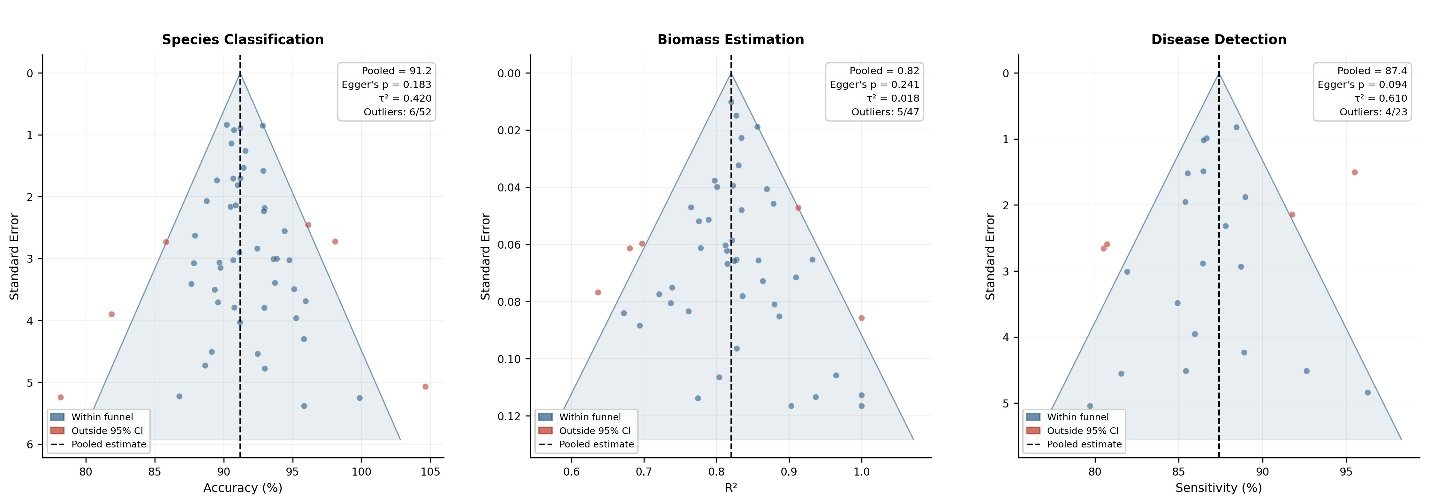 Species Classification
Pooled = 91.2
Egger's p = 0.183
τ² = 0.420
Outliers: 6/52
Standard Error
0
1
2
3
4
5
6
Within funnel
Outside 95% CI
Pooled estimate
80
85
90
95
100
105
Accuracy (%)
Biomass Estimation
Pooled = 0.82
Egger's p = 0.241
τ² = 0.018
Outliers: 5/47
Standard Error
0.00
0.02
0.04
0.06
0.08
0.10
0.12
Within funnel
Outside 95% CI
Pooled estimate
0.6
0.7
0.8
0.9
1.0
R²
Disease Detection
Pooled = 87.4
Egger's p = 0.094
τ² = 0.610
Outliers: 4/23
Standard Error
0
1
2
3
4
5
Within funnel
Outside 95% CI
Pooled estimate
80
85
90
95
Sensitivity (%)